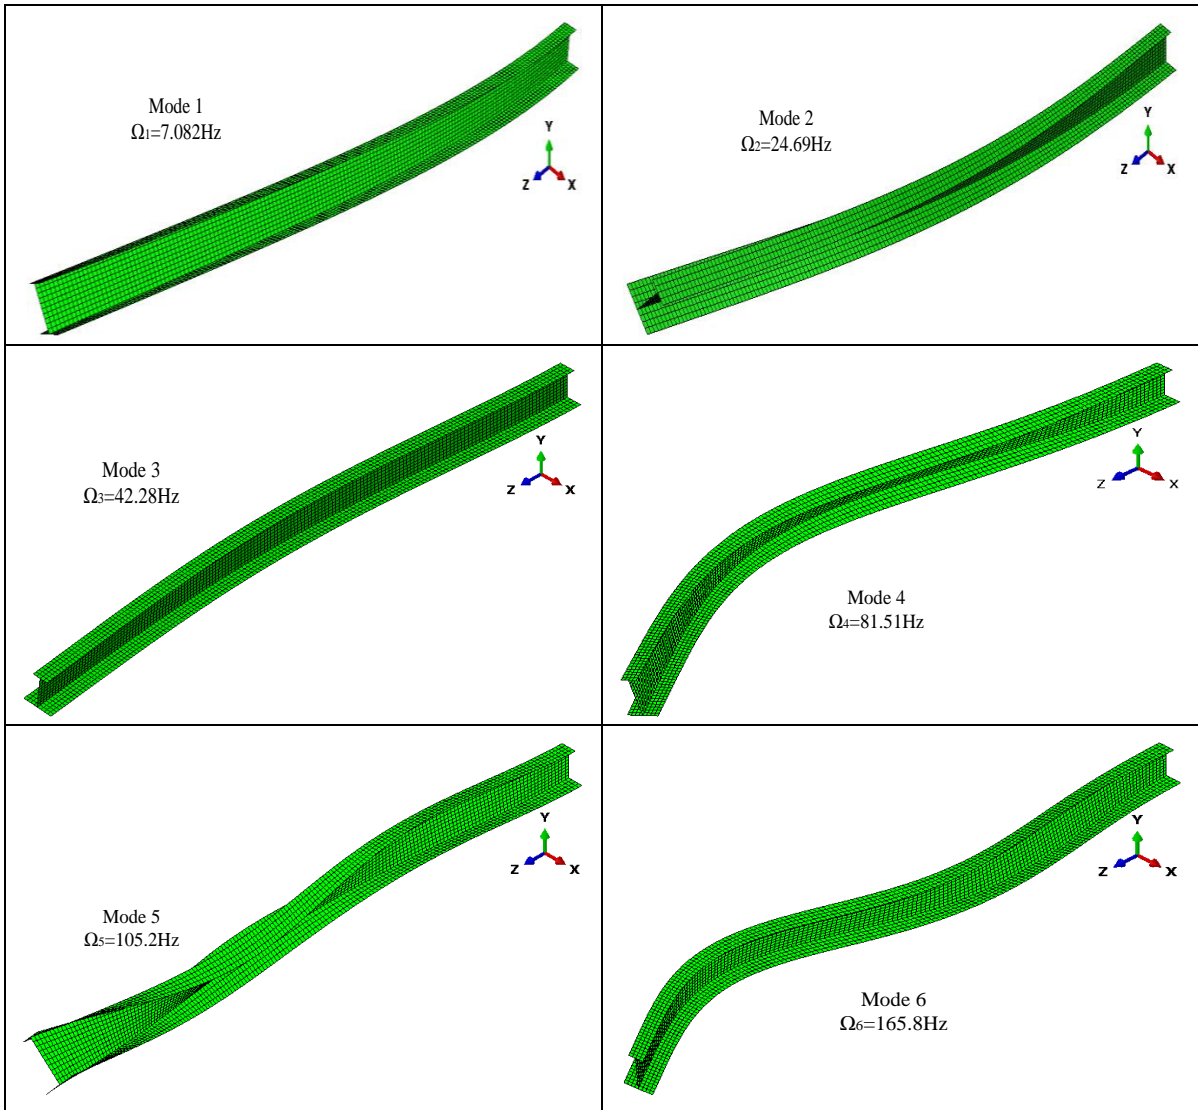 Mode 1
Ω₁=7.082Hz
Y
Z X
Mode 2
Ω₂=24.69Hz
Y
Z X
Mode 3
Ω₃=42.28Hz
Y
Z X
Mode 4
Ω₄=81.51Hz
Y
Z X
Mode 5
Ω₅=105.2Hz
Y
Z X
Mode 6
Ω₆=165.8Hz
Y
Z X